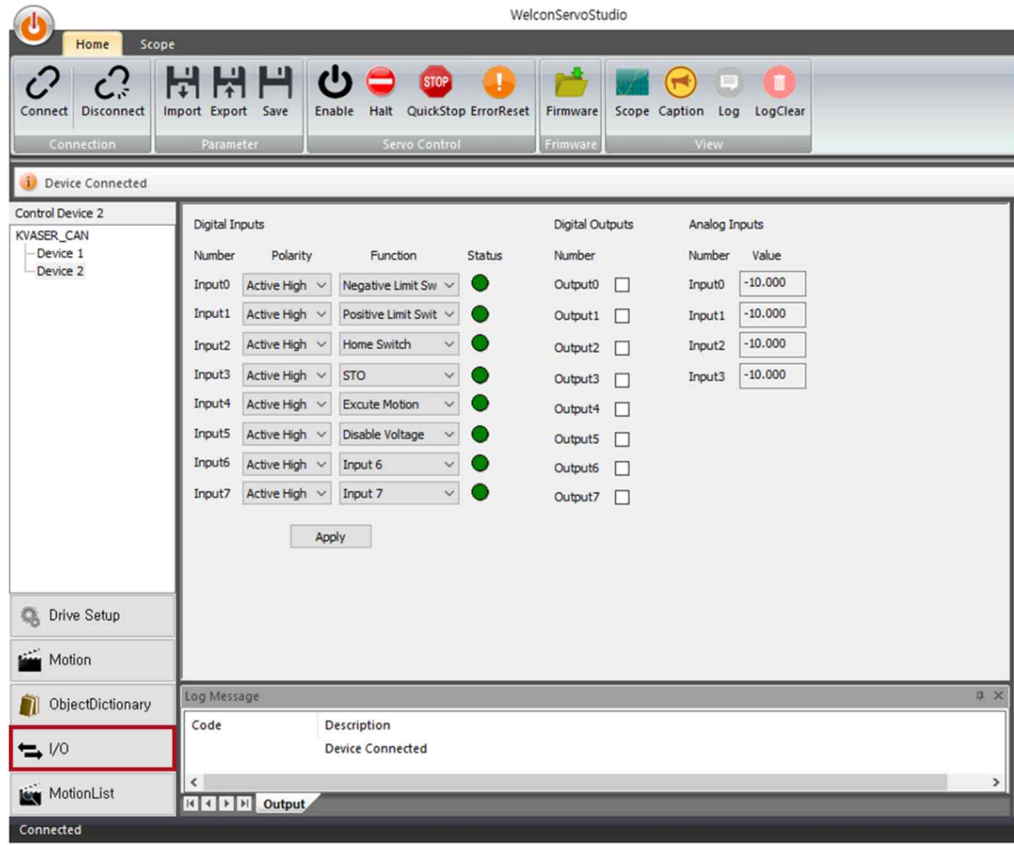 WelconServoStudio
Home Scope
Connect Disconnect Import Export Save Enable Halt STOP QuickStop ErrorReset Firmware Scope Caption Log LogClear
Connection Parameter Servo Control Frimware View
Device Connected
Control Device 2
KVASER_CAN
Device 1
Device 2
Digital Inputs Digital Outputs Analog Inputs
Number Polarity Function Status Number Number Value
Input0 Active High Negative Limit Sw Output0 Input0 -10.000
Input1 Active High Positive Limit Swit Output1 Input1 -10.000
Input2 Active High Home Switch Output2 Input2 -10.000
Input3 Active High STO Output3 Input3 -10.000
Input4 Active High Excute Motion Output4
Input5 Active High Disable Voltage Output5
Input6 Active High Input 6 Output6
Input7 Active High Input 7 Output7
Apply
Drive Setup
Motion
ObjectDictionary
I/O
MotionList
Log Message
Code Description
Device Connected
Output
Connected